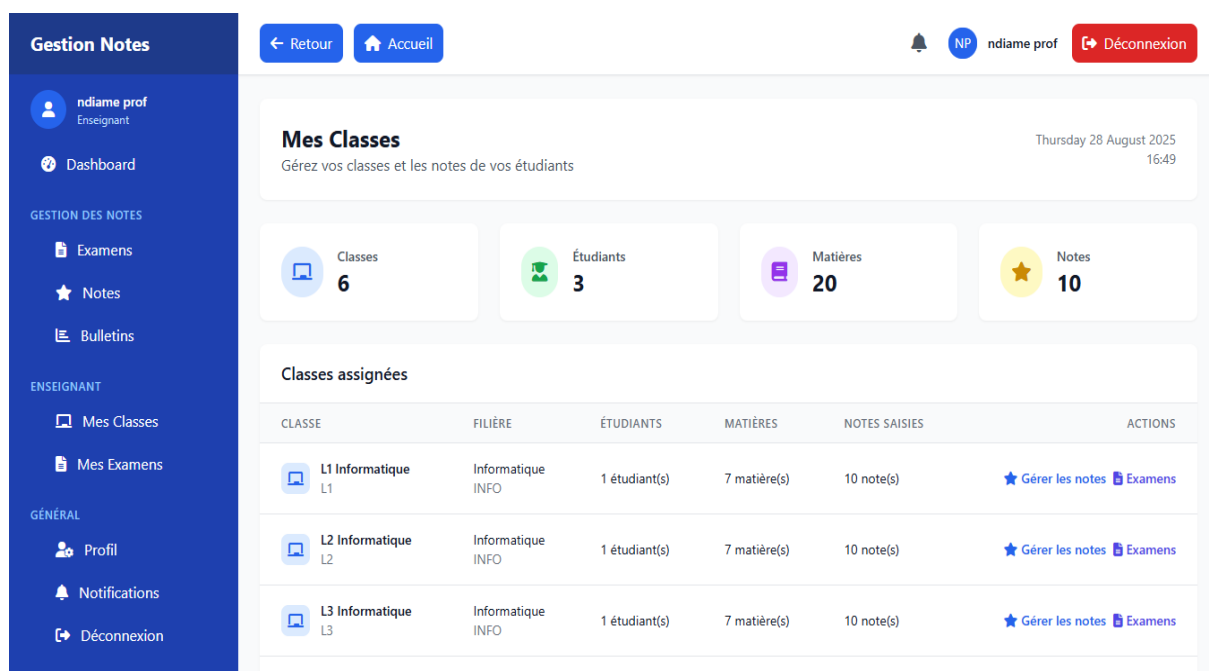 Gestion Notes
ndiame prof
Enseignant
Dashboard
GESTION DES NOTES
Examens
Notes
Bulletins
ENSEIGNANT
Mes Classes
Mes Examens
GÉNÉRAL
Profil
Notifications
Déconnexion
Retour Accueil NP ndiame prof Déconnexion
Mes Classes
Gérez vos classes et les notes de vos étudiants
Thursday 28 August 2025
16:49
Classes
6
Étudiants
3
Matières
20
Notes
10
Classes assignées
CLASSE FILIÈRE ÉTUDIANTS MATIÈRES NOTES SAISIES ACTIONS
L1 Informatique Informatique 1 étudiant(s) 7 matière(s) 10 note(s) Gérer les notes Examens
L1 INFO
L2 Informatique Informatique 1 étudiant(s) 7 matière(s) 10 note(s) Gérer les notes Examens
L2 INFO
L3 Informatique Informatique 1 étudiant(s) 7 matière(s) 10 note(s) Gérer les notes Examens
L3 INFO